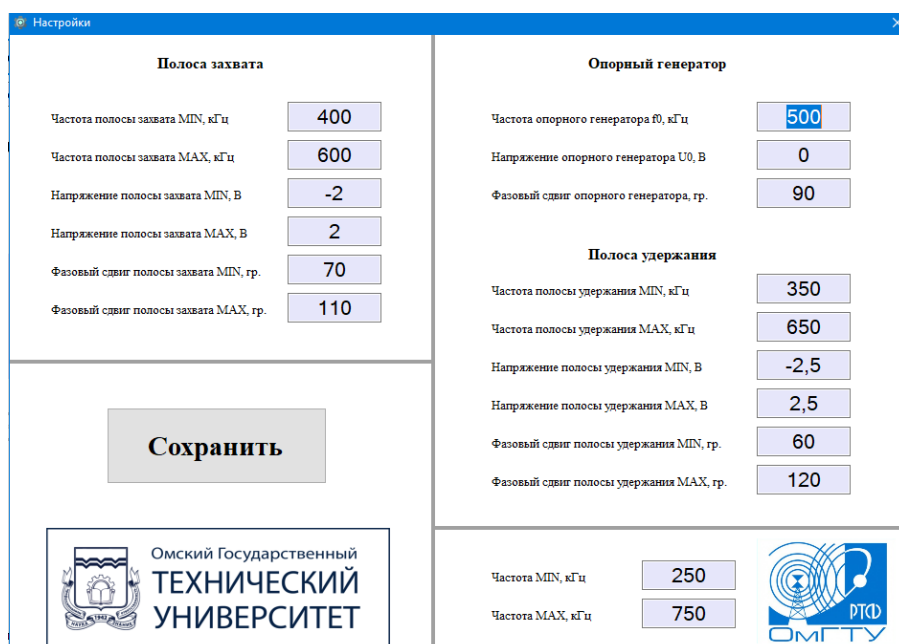 Настройки
Полоса захвата
Частота полосы захвата MIN, кГц 400
Частота полосы захвата MAX, кГц 600
Напряжение полосы захвата MIN, В -2
Напряжение полосы захвата MAX, В 2
Фазовый сдвиг полосы захвата MIN, гр. 70
Фазовый сдвиг полосы захвата MAX, гр. 110
Опорный генератор
Частота опорного генератора f0, кГц 500
Напряжение опорного генератора U0, В 0
Фазовый сдвиг опорного генератора, гр. 90
Полоса удержания
Частота полосы удержания MIN, кГц 350
Частота полосы удержания MAX, кГц 650
Напряжение полосы удержания MIN, В -2,5
Напряжение полосы удержания MAX, В 2,5
Фазовый сдвиг полосы удержания MIN, гр. 60
Фазовый сдвиг полосы удержания MAX, гр. 120
Сохранить
Омский Государственный
ТЕХНИЧЕСКИЙ
УНИВЕРСИТЕТ
Частота MIN, кГц 250
Частота MAX, кГц 750
РТФ
ОмГТУ